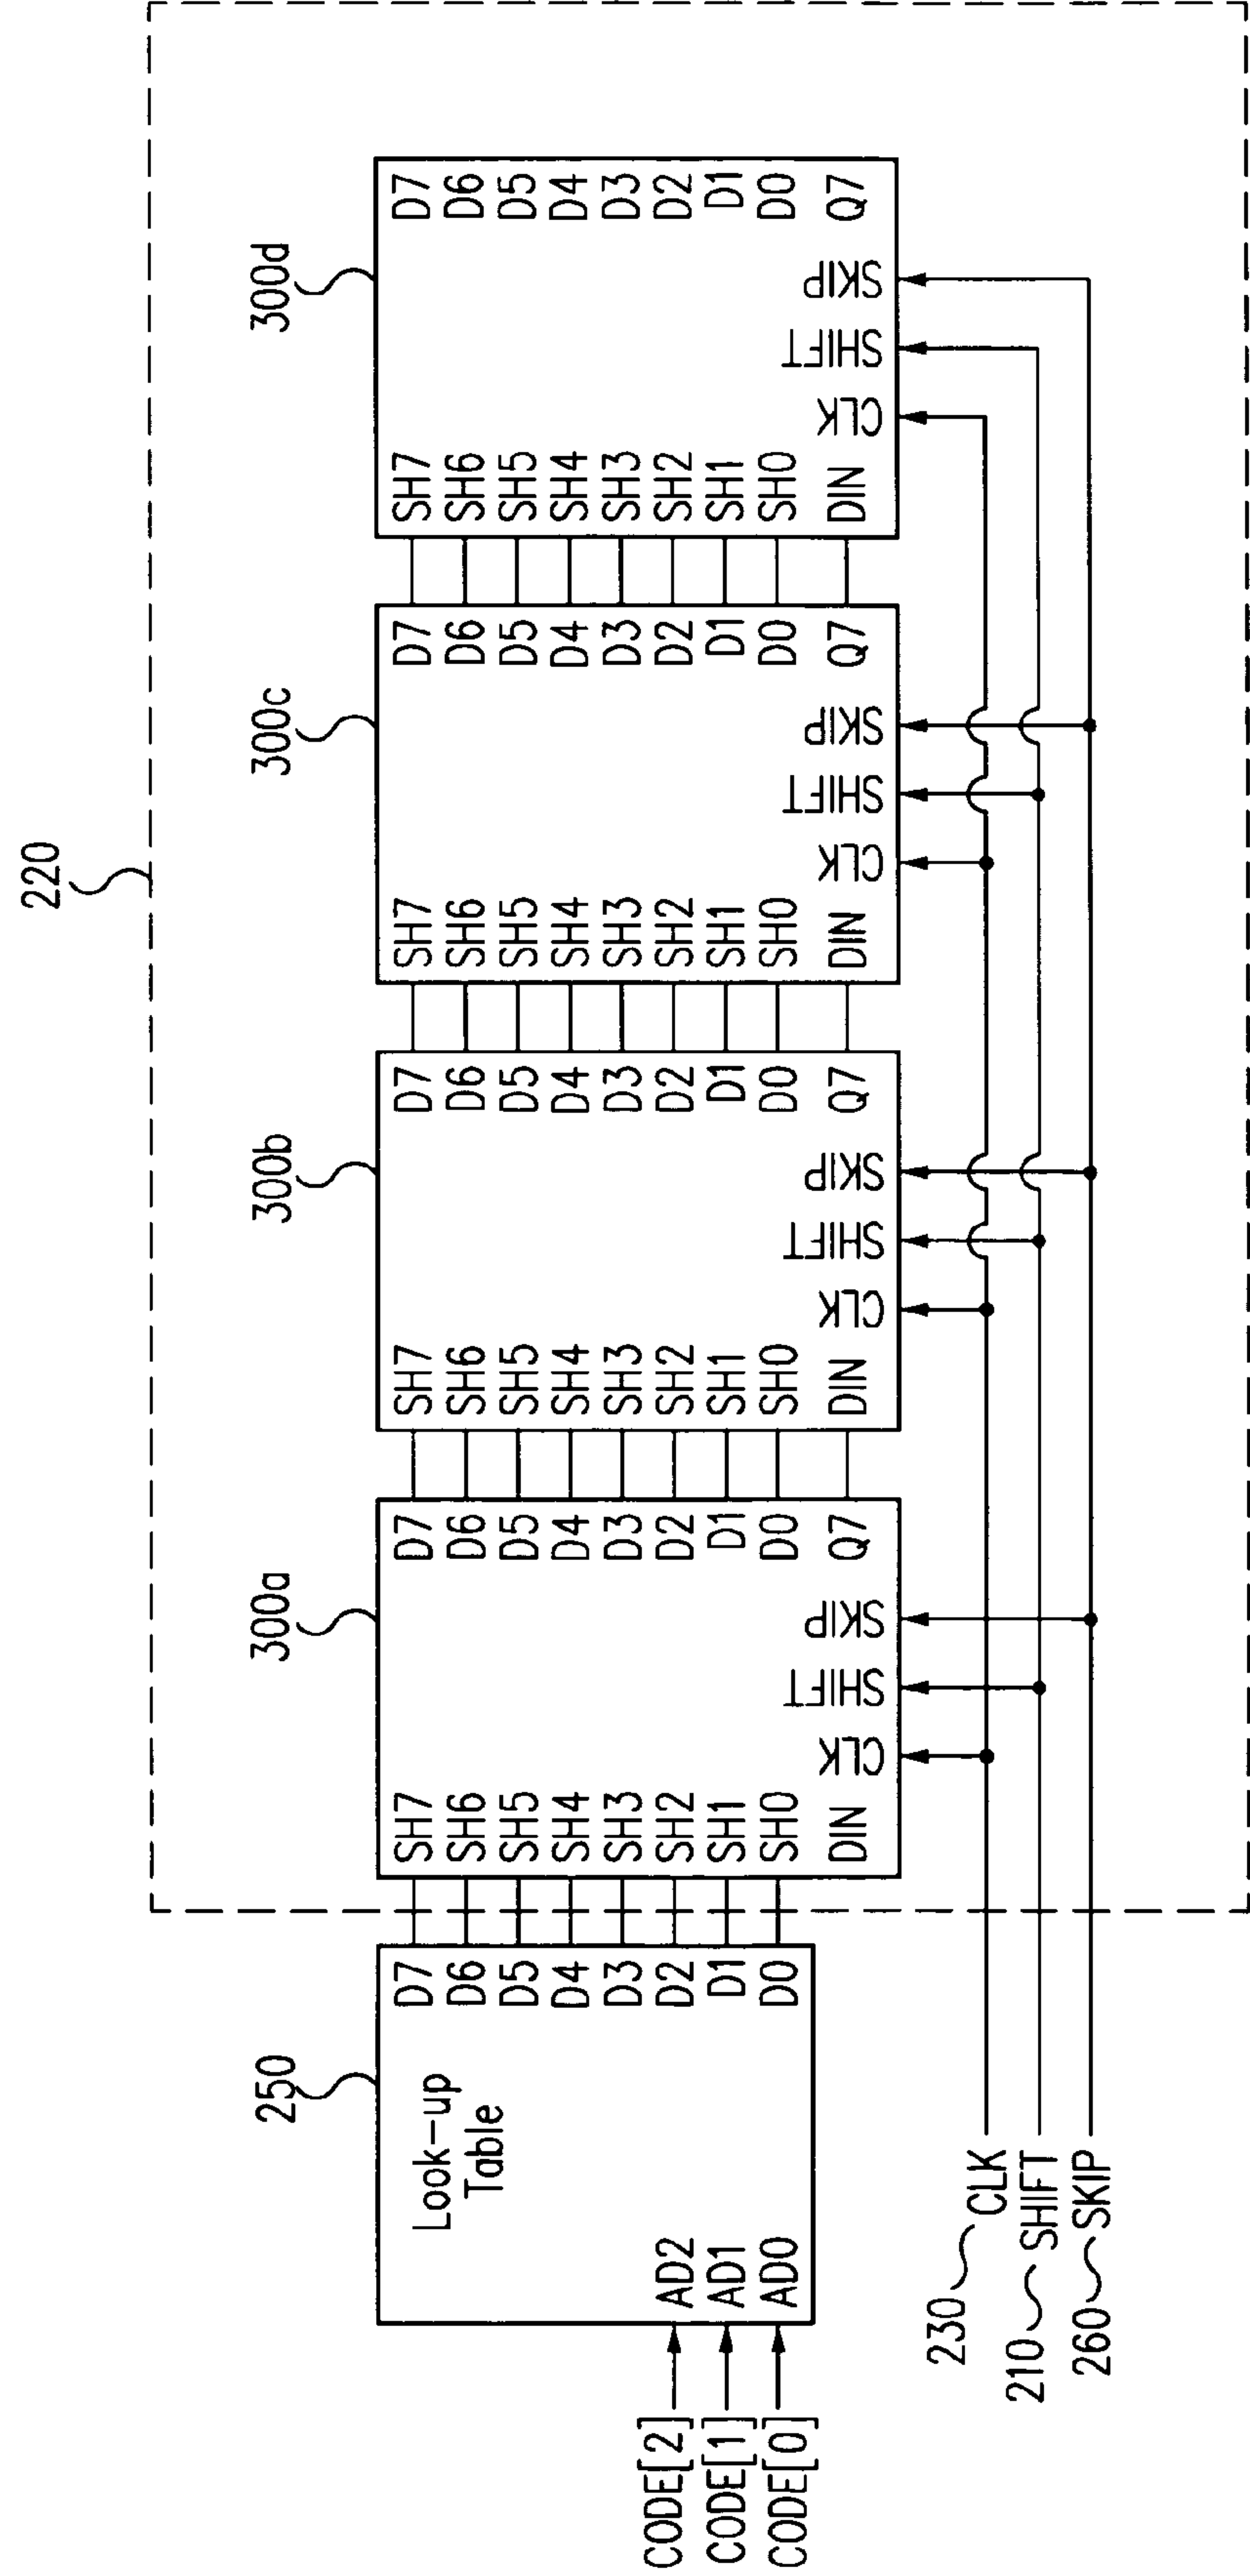 220
250
300a
300b
300c
300d
Look-up
Table
AD2
AD1
AD0
D7
D6
D5
D4
D3
D2
D1
D0
CODE[2]
CODE[1]
CODE[0]
SH7
SH6
SH5
SH4
SH3
SH2
SH1
SH0
DIN
CLK
SHIFT
SKIP
D7
D6
D5
D4
D3
D2
D1
D0
Q7
SH7
SH6
SH5
SH4
SH3
SH2
SH1
SH0
DIN
CLK
SHIFT
SKIP
D7
D6
D5
D4
D3
D2
D1
D0
Q7
SH7
SH6
SH5
SH4
SH3
SH2
SH1
SH0
DIN
CLK
SHIFT
SKIP
D7
D6
D5
D4
D3
D2
D1
D0
Q7
SH7
SH6
SH5
SH4
SH3
SH2
SH1
SH0
DIN
CLK
SHIFT
SKIP
D7
D6
D5
D4
D3
D2
D1
D0
Q7
230 CLK
210 SHIFT
260 SKIP